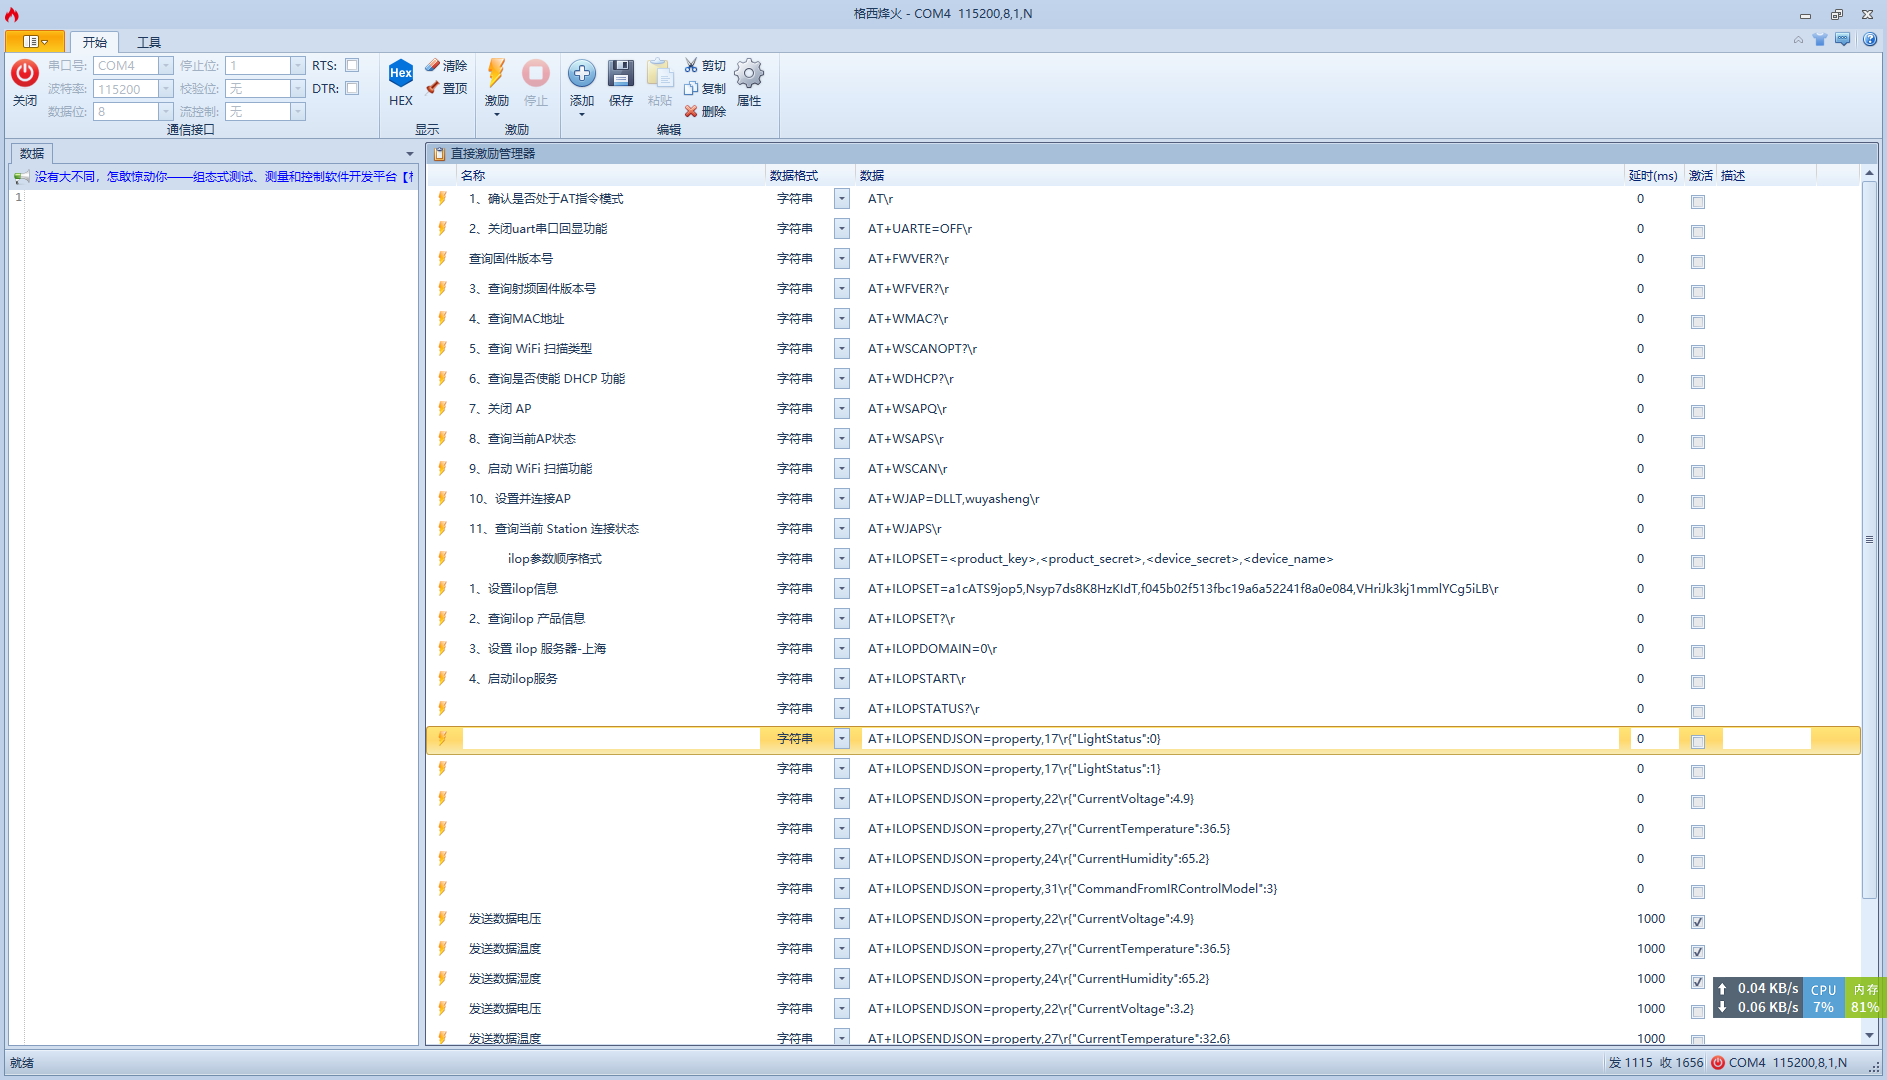 格西烽火 - COM4  115200,8,1,N
开始 工具
串口号: COM4 停止位: 1 RTS:
波特率: 115200 校验位: 无 DTR:
数据位: 8 流控制: 无
关闭
通信接口
Hex
HEX
清除
置顶
显示
激励 停止
激励
添加 保存 粘贴
剪切
复制
删除
属性
编辑
数据
没有大不同，怎敢惊动你——组态式测试、测量和控制软件开发平台【
1
直接激励管理器
名称 数据格式 数据 延时(ms) 激活 描述
1、确认是否处于AT指令模式 字符串 AT\r 0
2、关闭uart串口回显功能 字符串 AT+UARTE=OFF\r 0
查询固件版本号 字符串 AT+FWVER?\r 0
3、查询射频固件版本号 字符串 AT+WFVER?\r 0
4、查询MAC地址 字符串 AT+WMAC?\r 0
5、查询 WiFi 扫描类型 字符串 AT+WSCANOPT?\r 0
6、查询是否使能 DHCP 功能 字符串 AT+WDHCP?\r 0
7、关闭 AP 字符串 AT+WSAPQ\r 0
8、查询当前AP状态 字符串 AT+WSAPS\r 0
9、启动 WiFi 扫描功能 字符串 AT+WSCAN\r 0
10、设置并连接AP 字符串 AT+WJAP=DLLT,wuyasheng\r 0
11、查询当前 Station 连接状态 字符串 AT+WJAPS\r 0
ilop参数顺序格式 字符串 AT+ILOPSET=<product_key>,<product_secret>,<device_secret>,<device_name> 0
1、设置ilop信息 字符串 AT+ILOPSET=a1cATS9jop5,Nsyp7ds8K8HzKIdT,f045b02f513fbc19a6a52241f8a0e084,VHriJk3kj1mmlYCg5iLB\r 0
2、查询ilop 产品信息 字符串 AT+ILOPSET?\r 0
3、设置 ilop 服务器-上海 字符串 AT+ILOPDOMAIN=0\r 0
4、启动ilop服务 字符串 AT+ILOPSTART\r 0
字符串 AT+ILOPSTATUS?\r 0
字符串 AT+ILOPSENDJSON=property,17\r{"LightStatus":0} 0
字符串 AT+ILOPSENDJSON=property,17\r{"LightStatus":1} 0
字符串 AT+ILOPSENDJSON=property,22\r{"CurrentVoltage":4.9} 0
字符串 AT+ILOPSENDJSON=property,27\r{"CurrentTemperature":36.5} 0
字符串 AT+ILOPSENDJSON=property,24\r{"CurrentHumidity":65.2} 0
字符串 AT+ILOPSENDJSON=property,31\r{"CommandFromIRControlModel":3} 0
发送数据电压 字符串 AT+ILOPSENDJSON=property,22\r{"CurrentVoltage":4.9} 1000
发送数据温度 字符串 AT+ILOPSENDJSON=property,27\r{"CurrentTemperature":36.5} 1000
发送数据湿度 字符串 AT+ILOPSENDJSON=property,24\r{"CurrentHumidity":65.2} 1000
发送数据电压 字符串 AT+ILOPSENDJSON=property,22\r{"CurrentVoltage":3.2} 1000
发送数据温度 字符串 AT+ILOPSENDJSON=property,27\r{"CurrentTemperature":32.6} 1000
0.04 KB/s CPU 内存
0.06 KB/s 7% 81%
就绪 发 1115 收 1656 COM4 115200,8,1,N